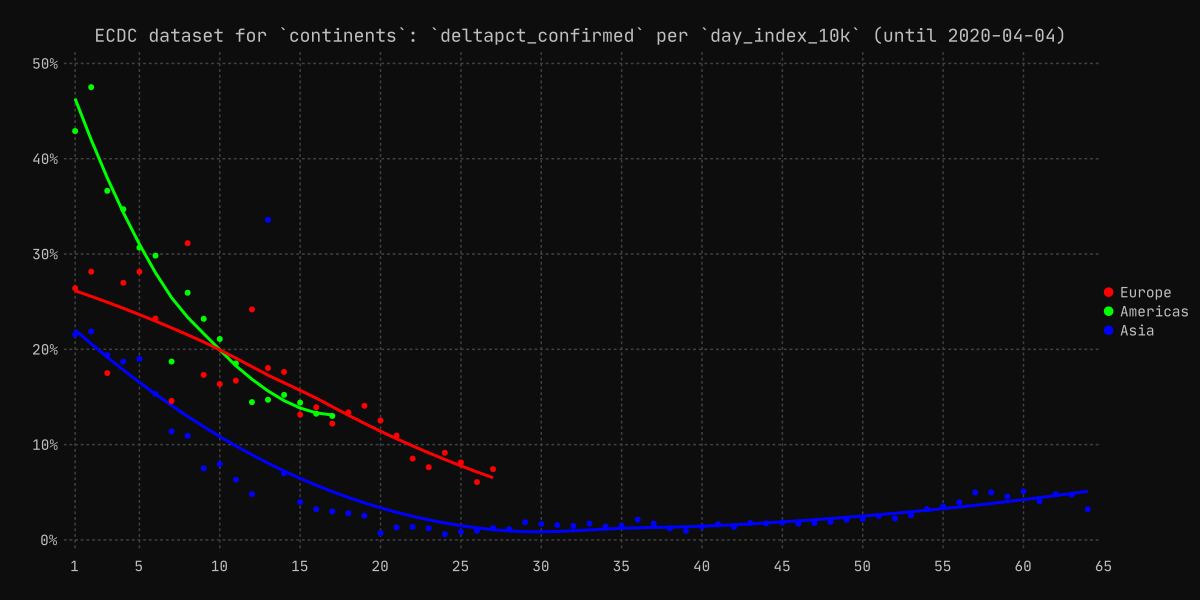 ECDC dataset for `continents`: `deltapct_confirmed` per `day_index_10k` (until 2020-04-04)
50%
40%
30%
20%
10%
0%
1 5 10 15 20 25 30 35 40 45 50 55 60 65
Europe
Americas
Asia